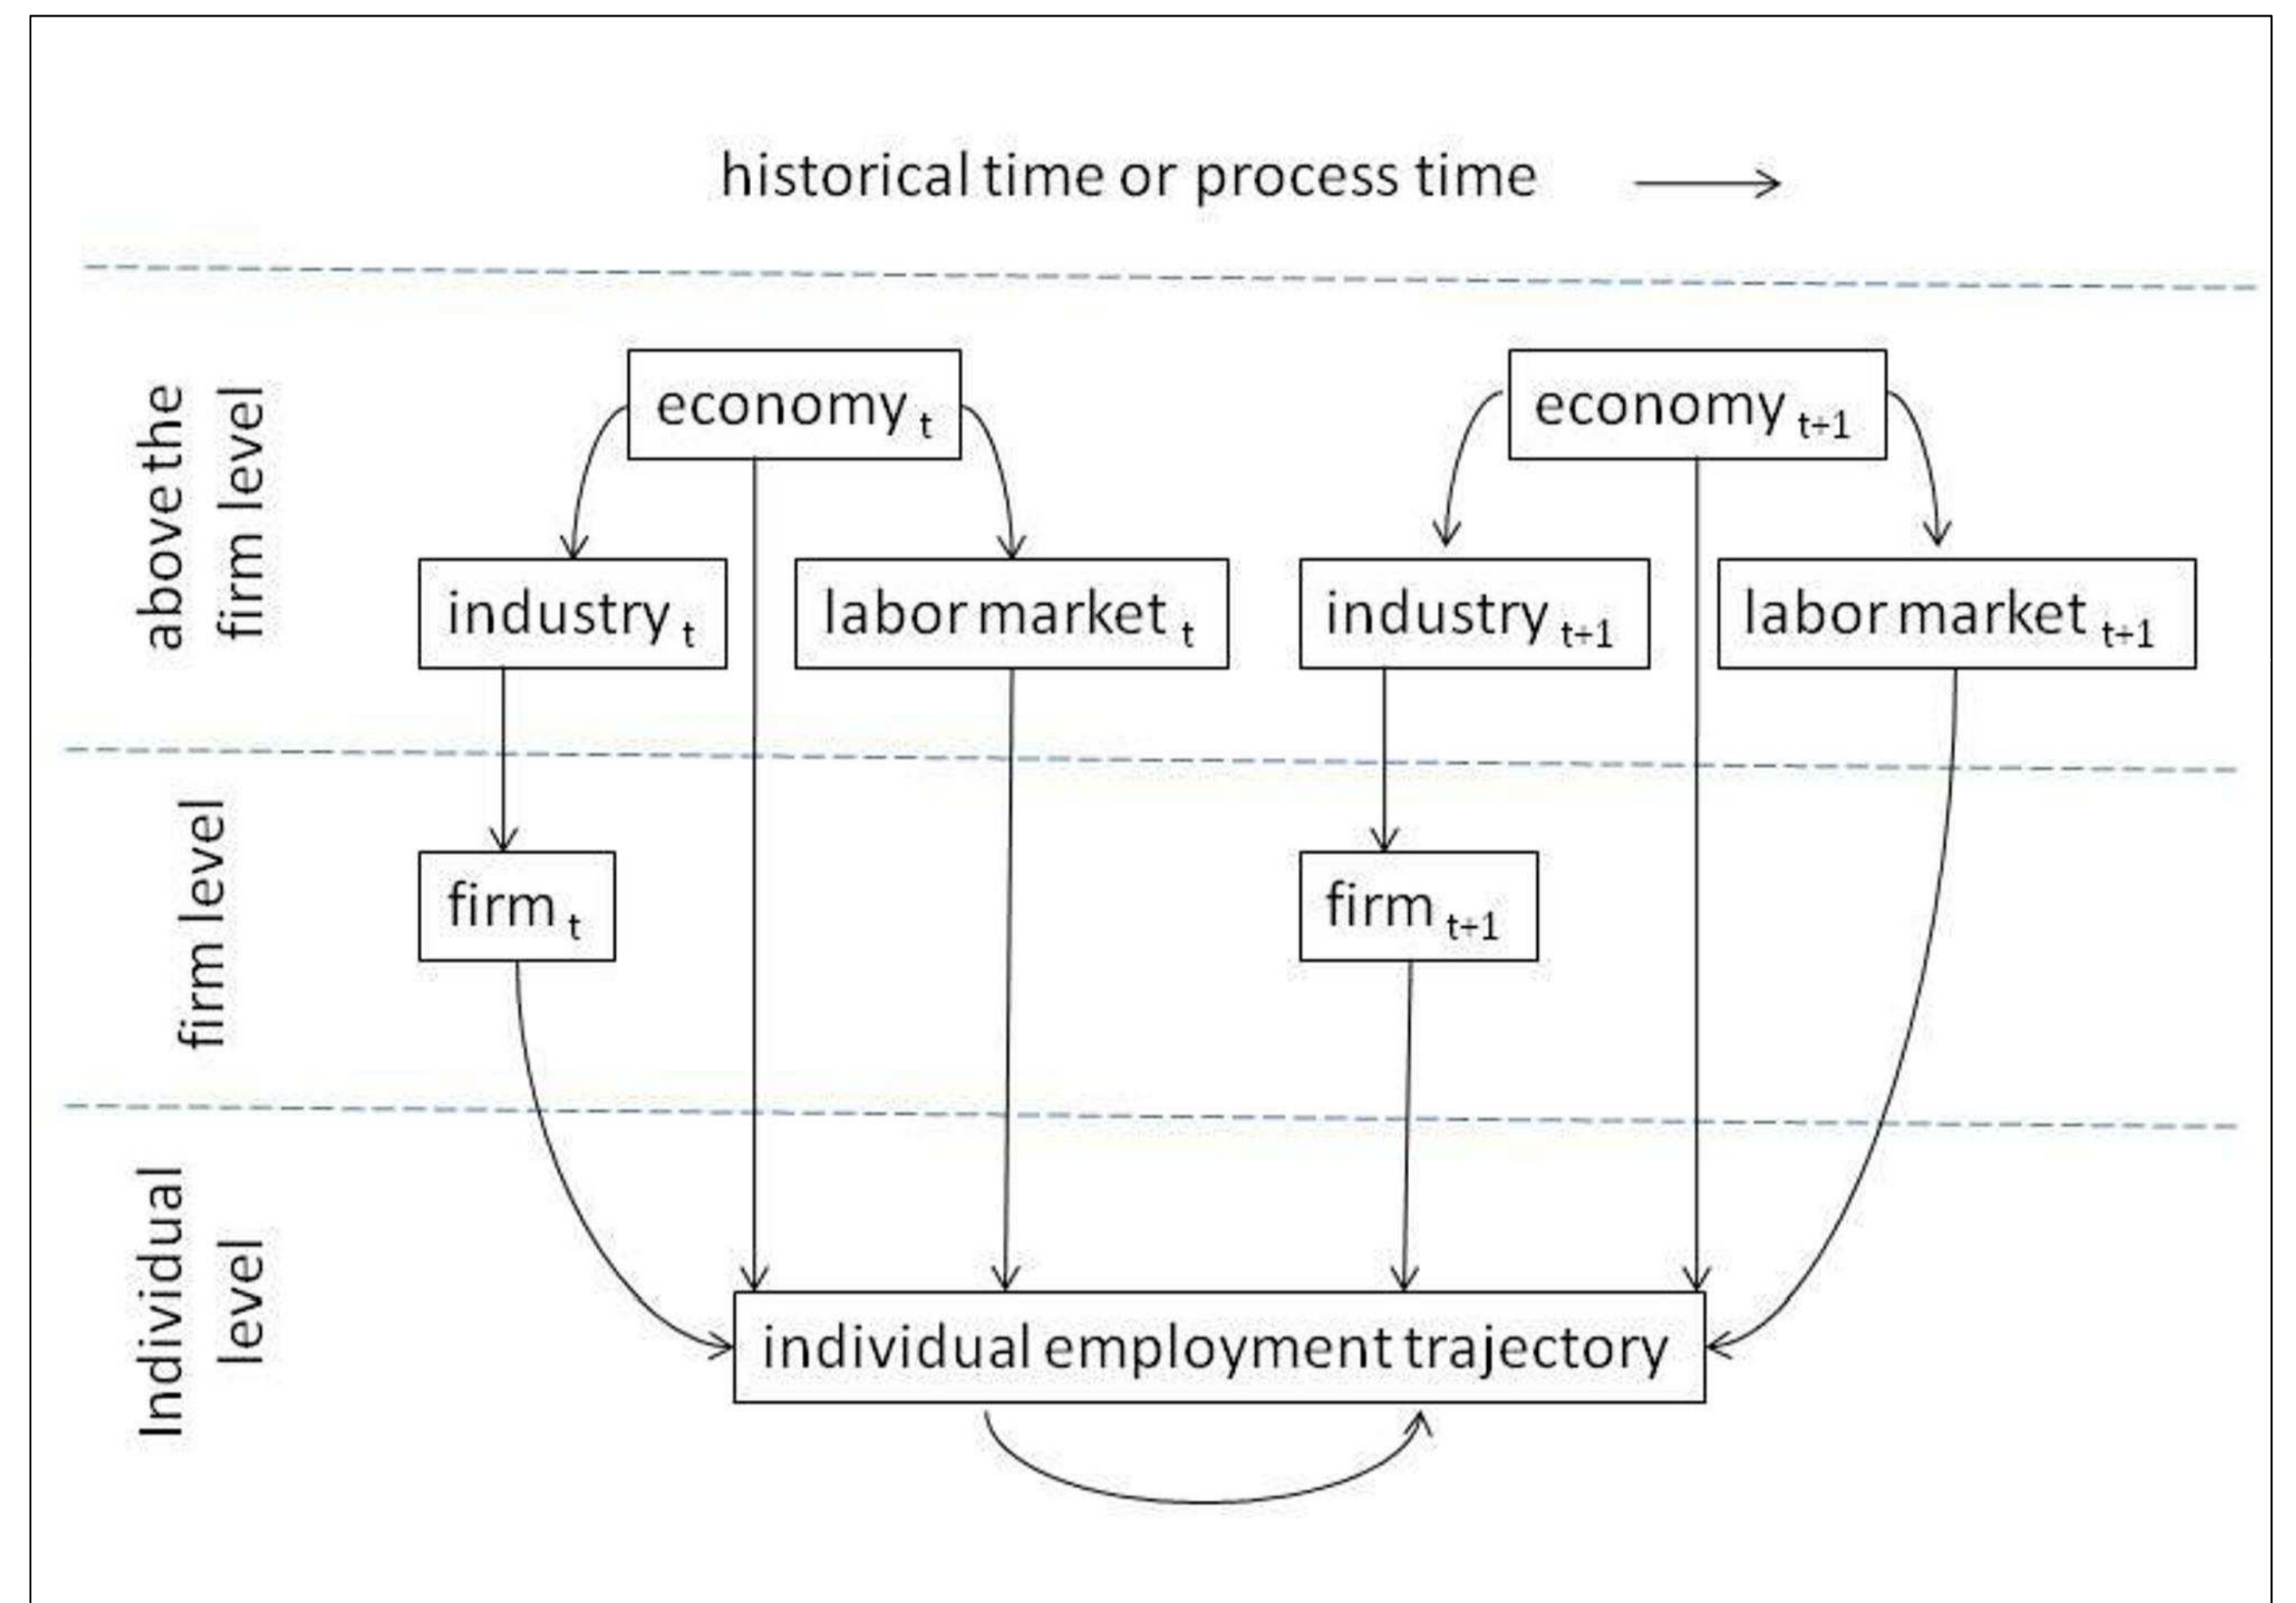 historical time or process time
above the
firm level
economy t
economy t+1
industry t
labor market t
industry t+1
labor market t+1
firm level
firm t
firm t+1
Individual
level
individual employment trajectory